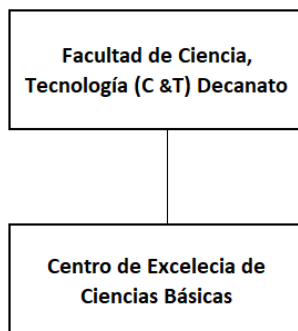 Facultad de Ciencia,
Tecnología (C &T) Decanato
Centro de Excelecia de
Ciencias Básicas